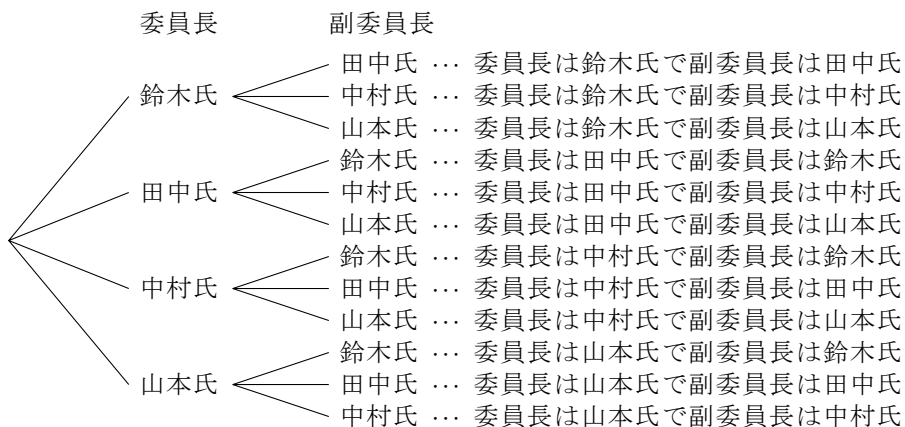 委員長 副委員長
田中氏 … 委員長は鈴木氏で副委員長は田中氏
鈴木氏 中村氏 … 委員長は鈴木氏で副委員長は中村氏
山本氏 … 委員長は鈴木氏で副委員長は山本氏
鈴木氏 … 委員長は田中氏で副委員長は鈴木氏
田中氏 中村氏 … 委員長は田中氏で副委員長は中村氏
山本氏 … 委員長は田中氏で副委員長は山本氏
鈴木氏 … 委員長は中村氏で副委員長は鈴木氏
中村氏 田中氏 … 委員長は中村氏で副委員長は田中氏
山本氏 … 委員長は中村氏で副委員長は山本氏
鈴木氏 … 委員長は山本氏で副委員長は鈴木氏
山本氏 田中氏 … 委員長は山本氏で副委員長は田中氏
中村氏 … 委員長は山本氏で副委員長は中村氏